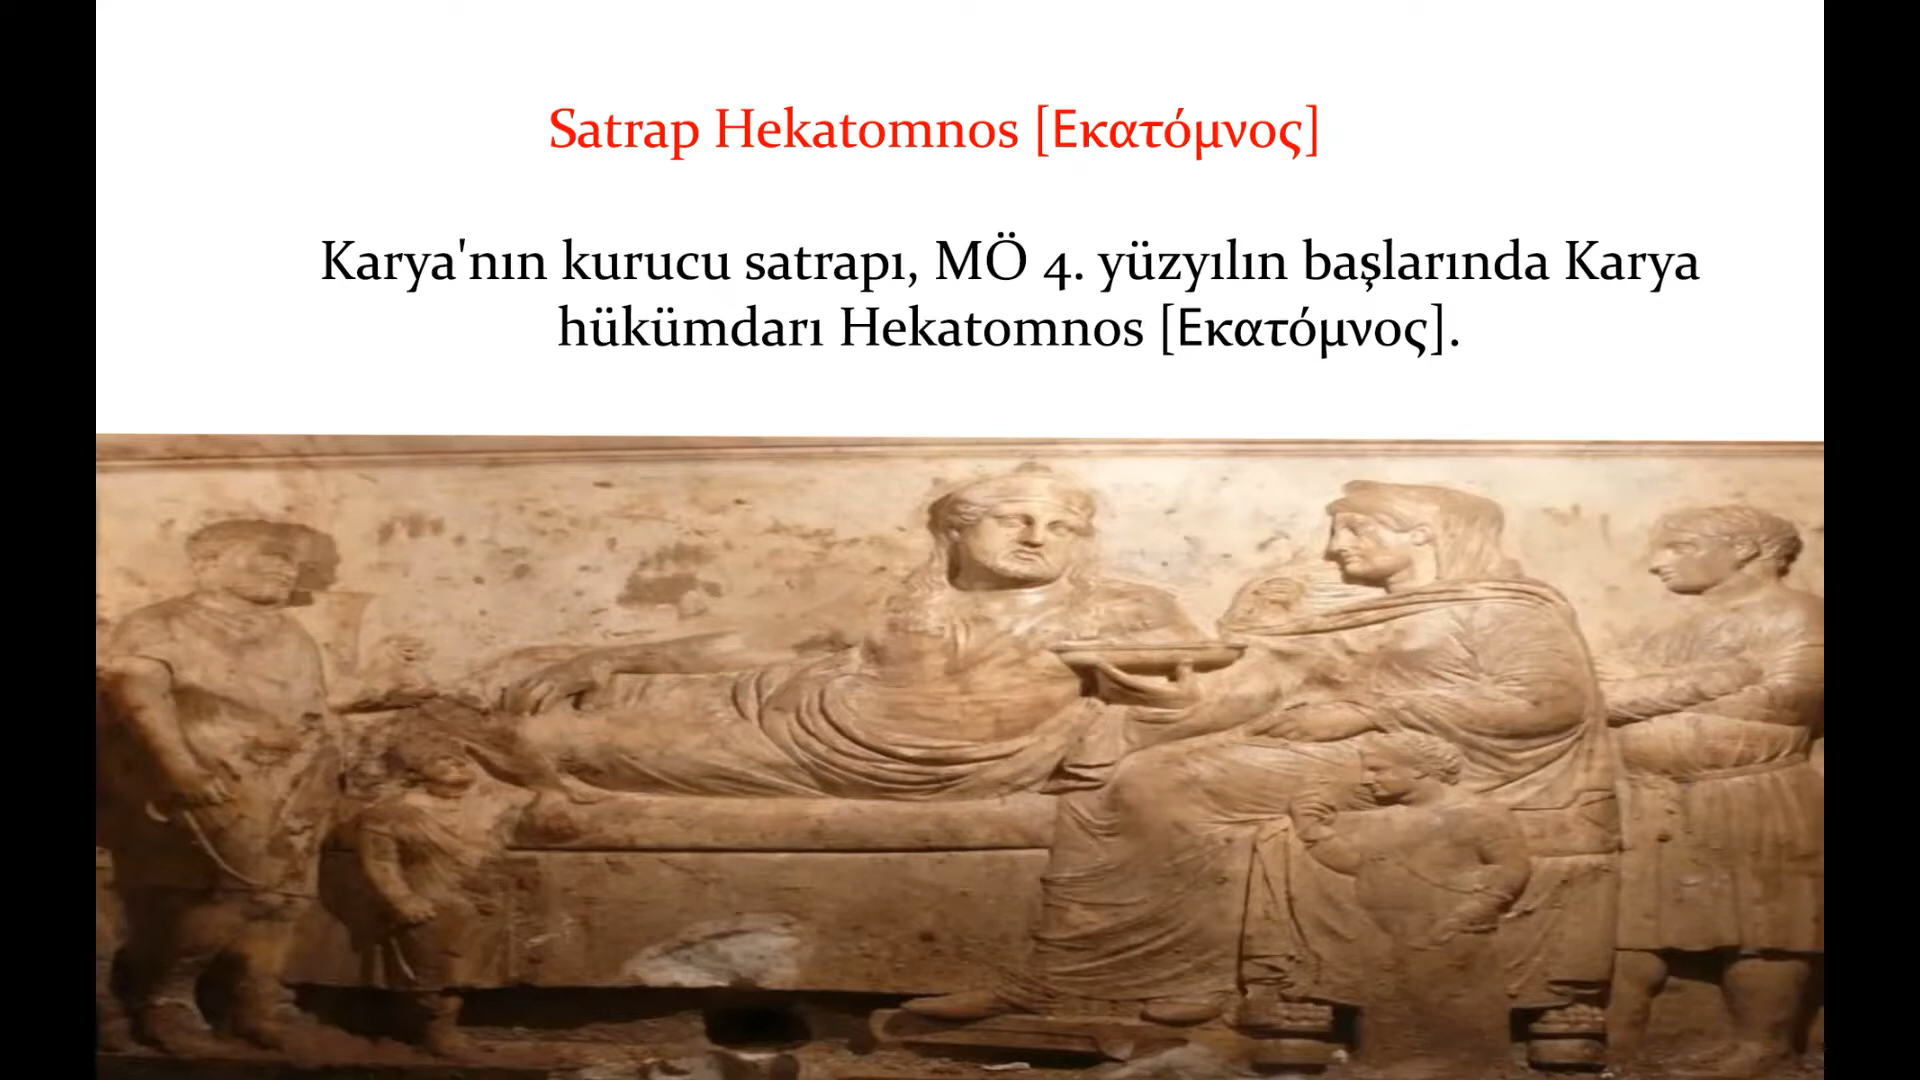 Satrap Hekatomnos [Εκατόμνος]
Karya'nın kurucu satrapı, MÖ 4. yüzyılın başlarında Karya
hükümdarı Hekatomnos [Εκατόμνος].